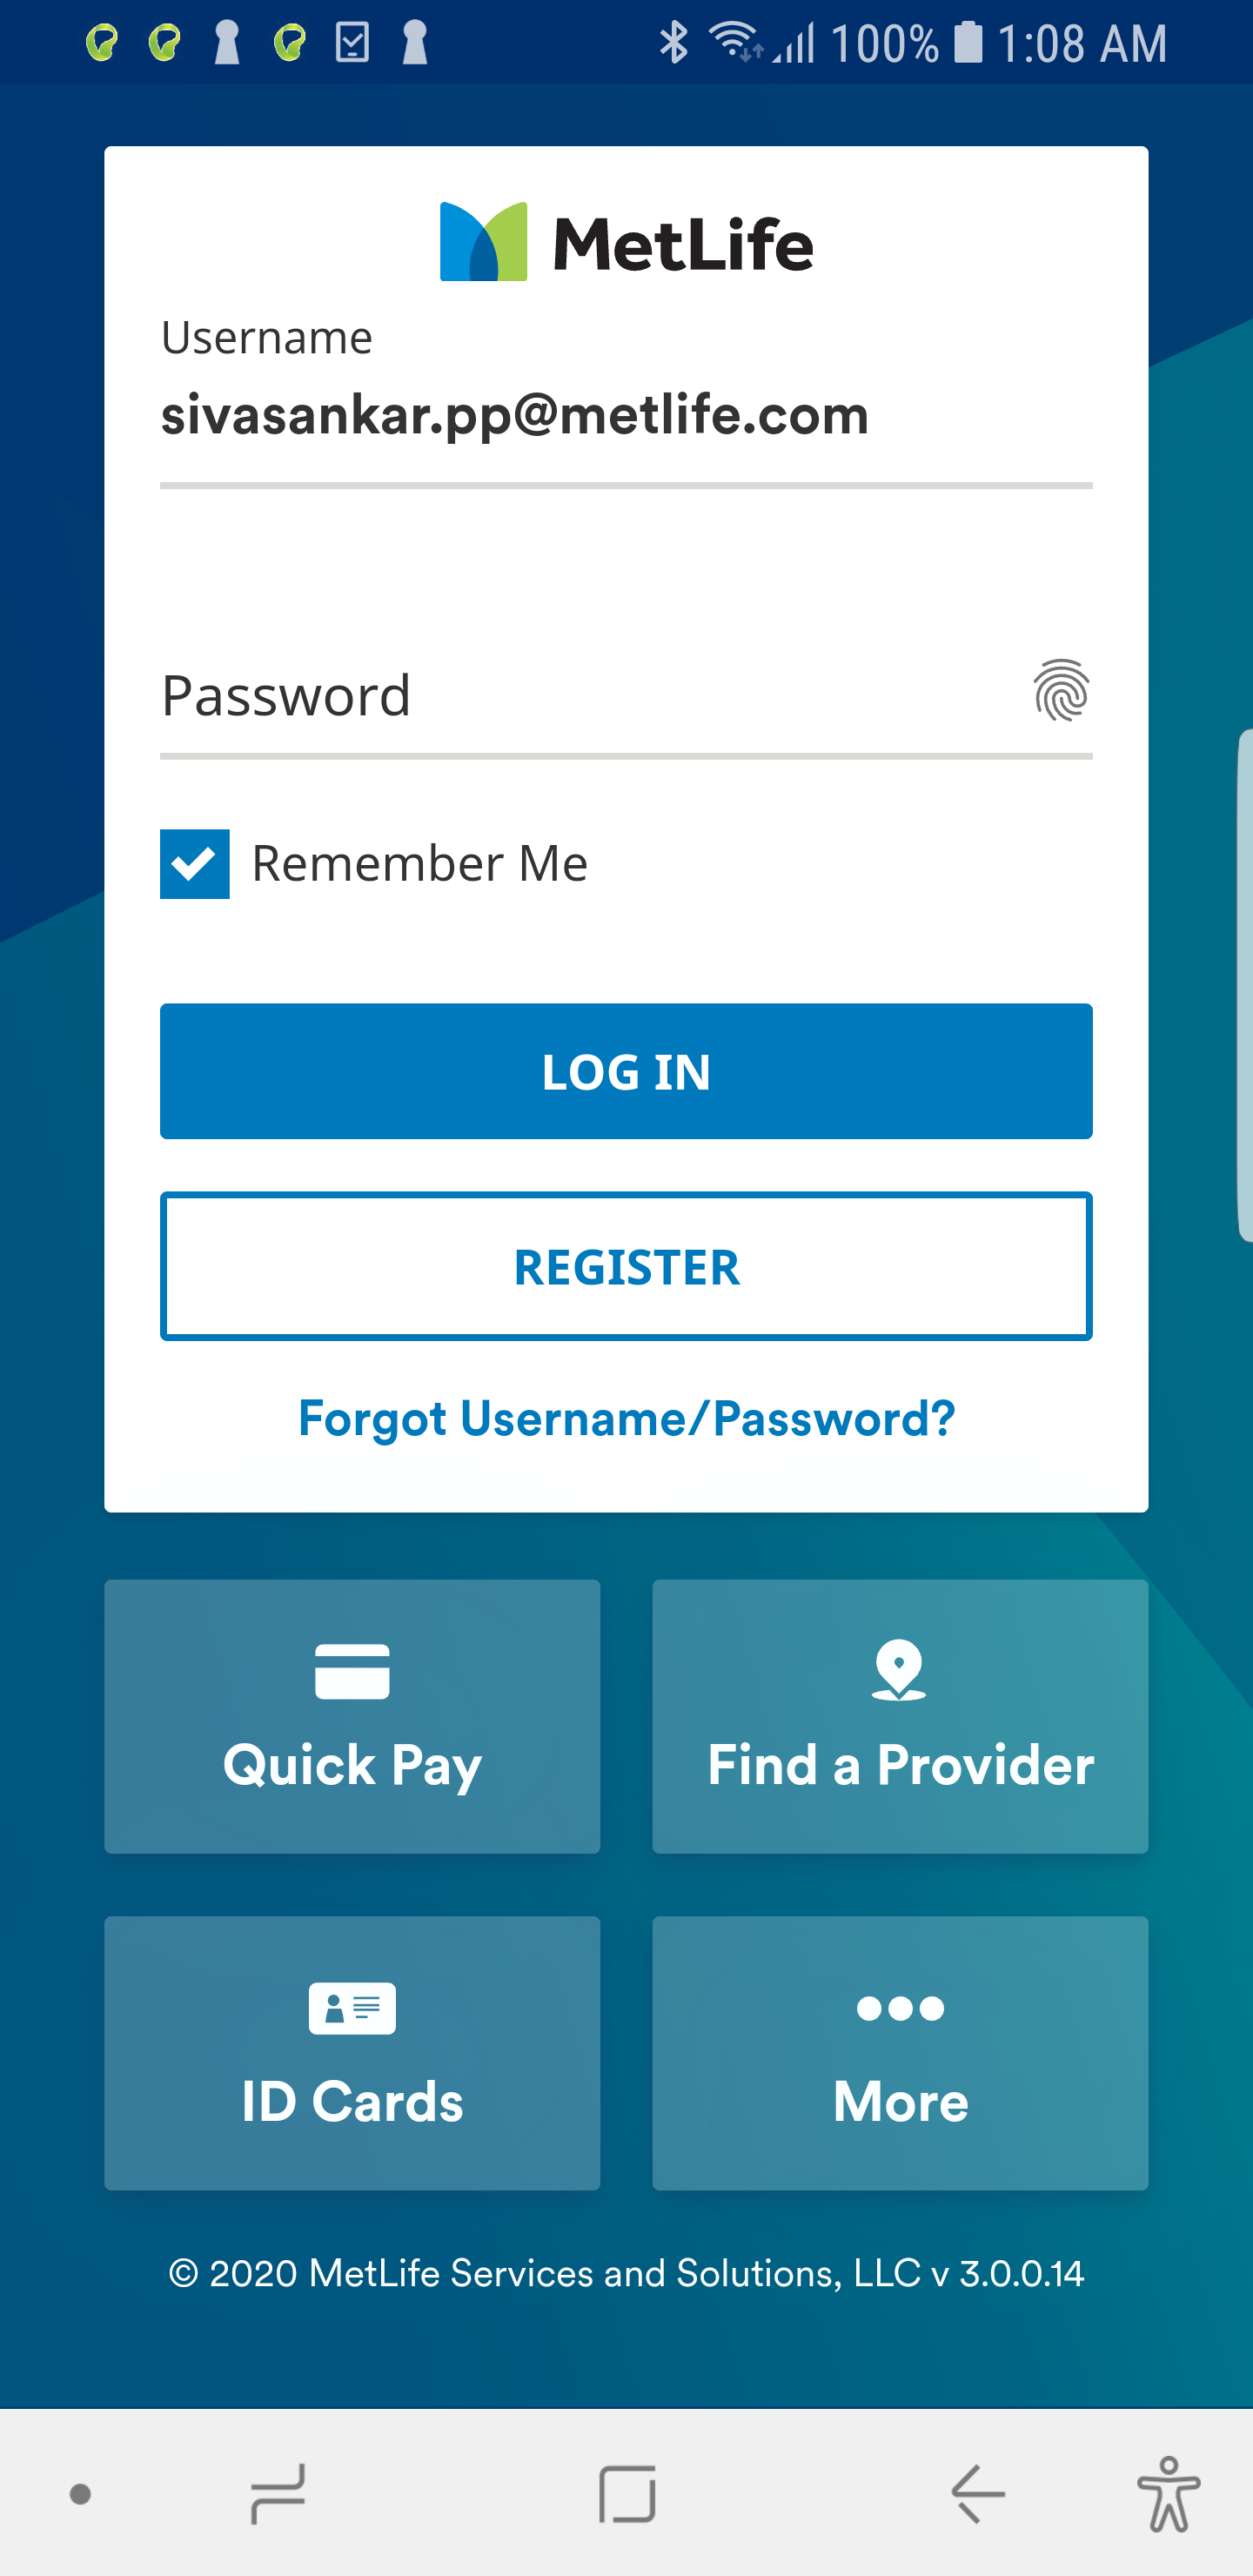 100% 1:08 AM
MetLife
Username
sivasankar.pp@metlife.com
Password
Remember Me
LOG IN
REGISTER
Forgot Username/Password?
Quick Pay
Find a Provider
ID Cards
More
© 2020 MetLife Services and Solutions, LLC v 3.0.0.14